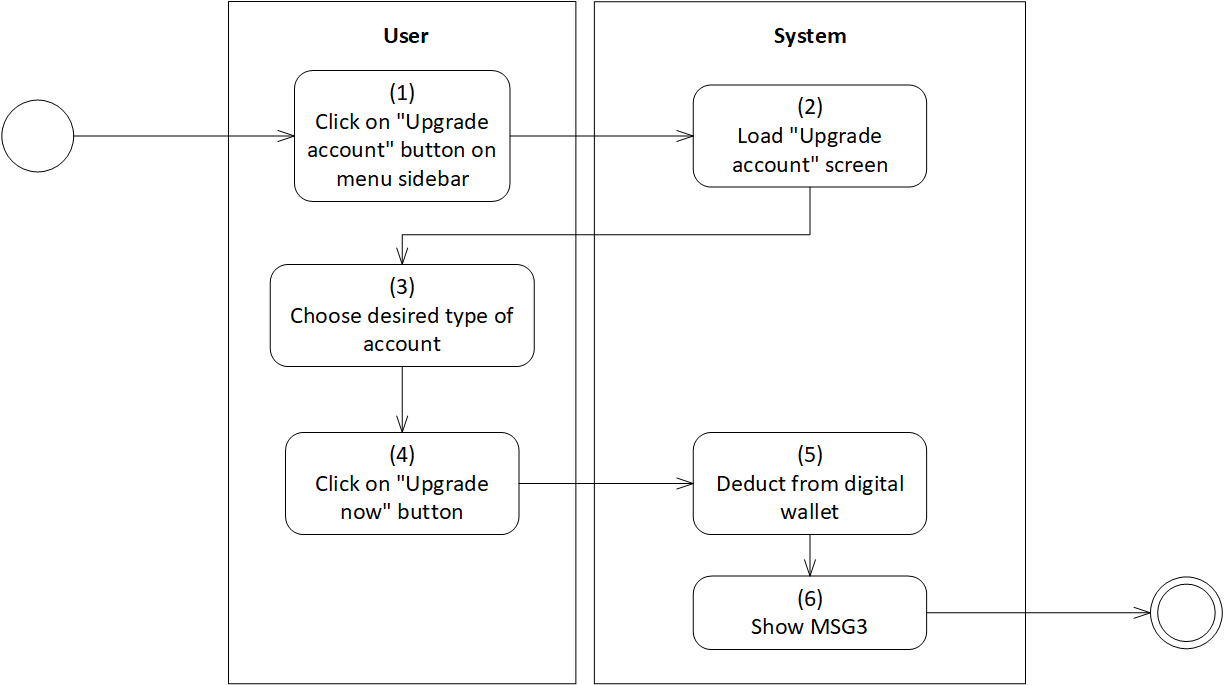 User
System
(1)
Click on "Upgrade
account" button on
menu sidebar
(2)
Load "Upgrade
account" screen
(3)
Choose desired type of
account
(4)
Click on "Upgrade
now" button
(5)
Deduct from digital
wallet
(6)
Show MSG3